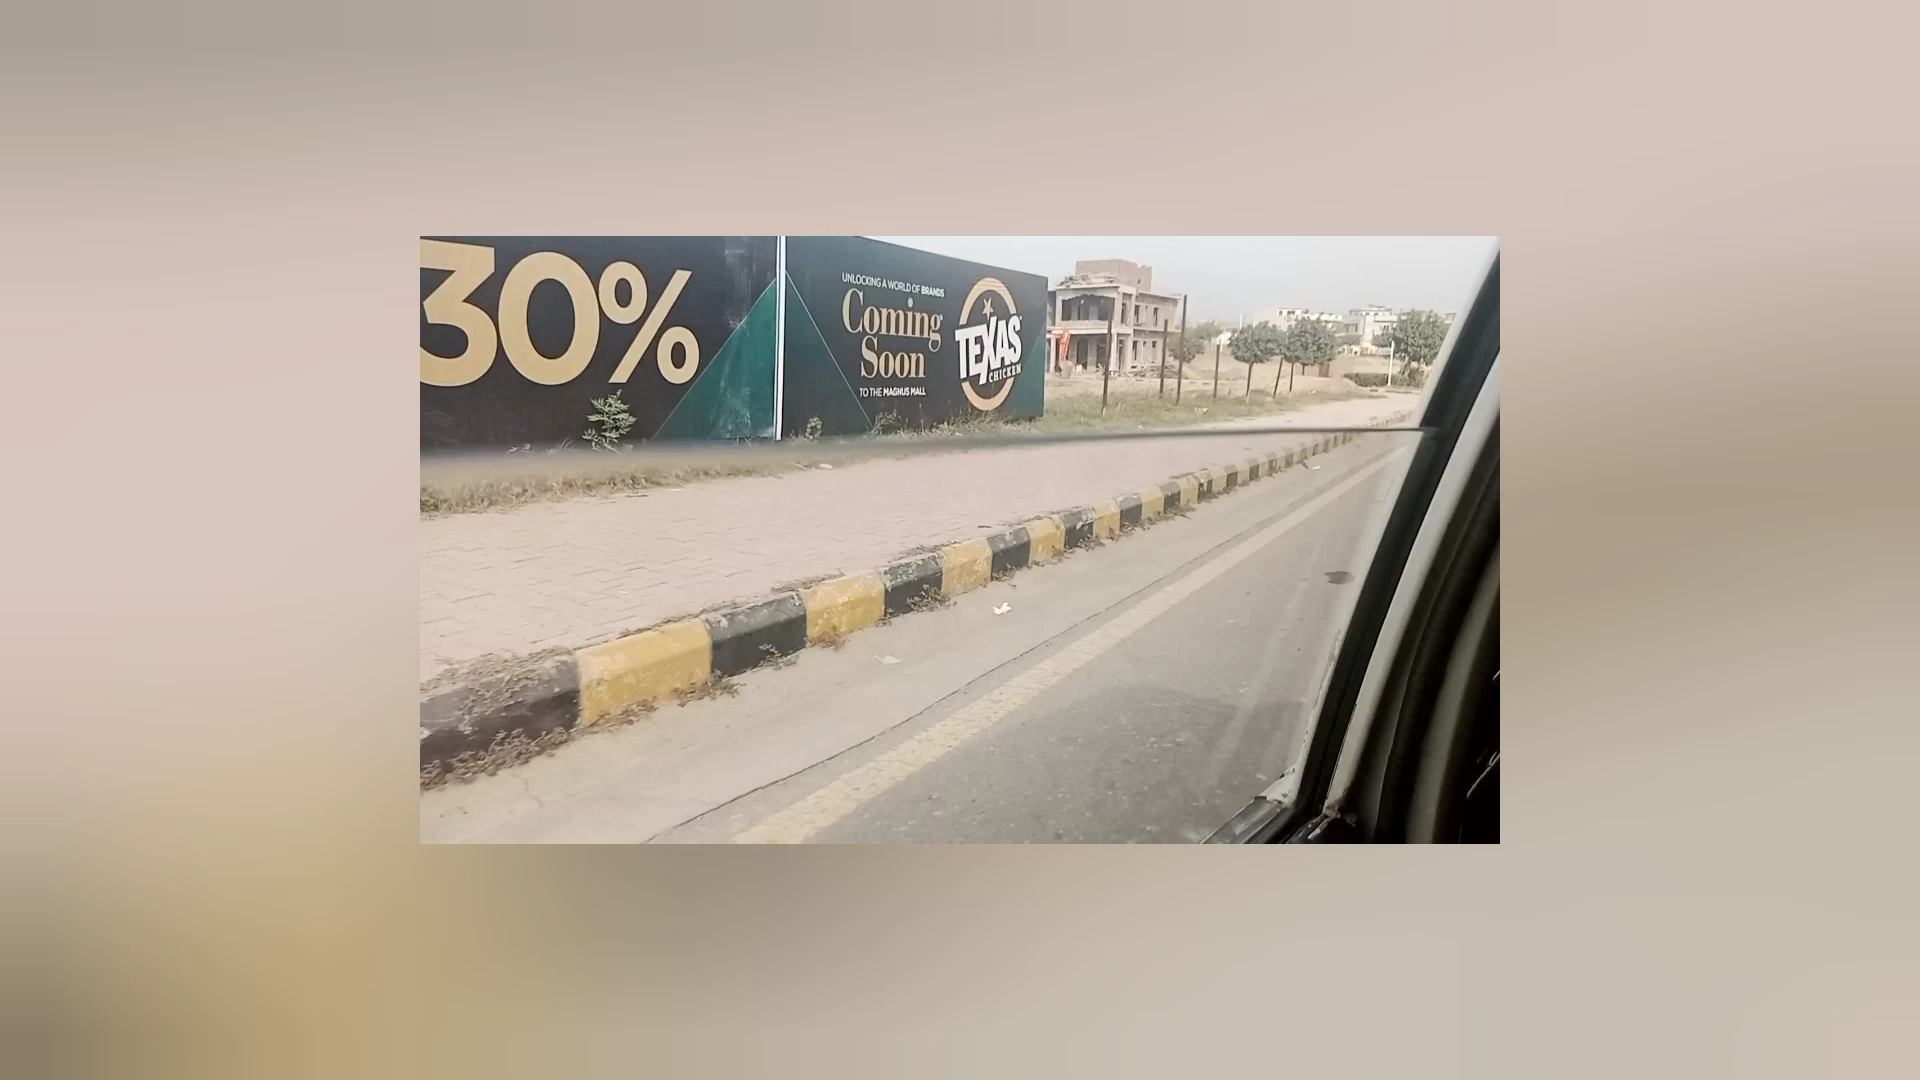 30%
UNLOCKING A WORLD OF BRANDS
Coming
Soon
TO THE MAGNUS MALL
TEXAS
CHICKEN